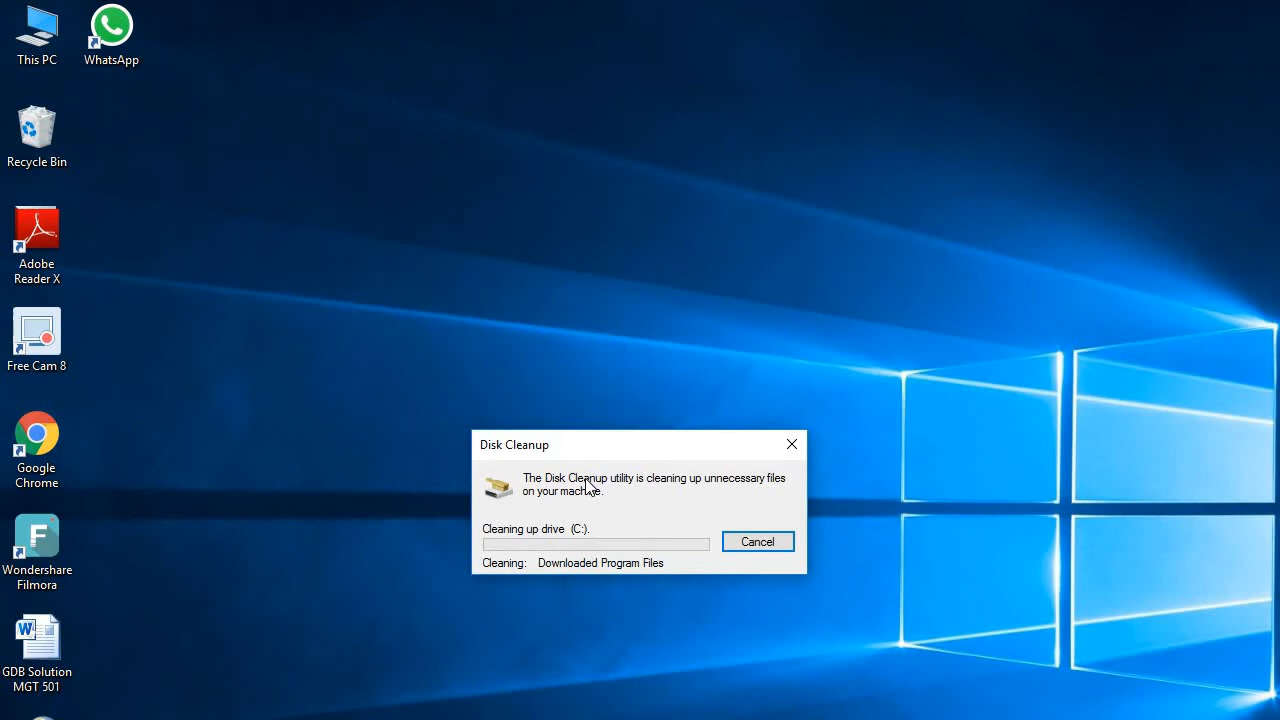 This PC
WhatsApp
Recycle Bin
Adobe
Reader X
Free Cam 8
Google
Chrome
Wondershare
Filmora
GDB Solution
MGT 501
Disk Cleanup
The Disk Cleanup utility is cleaning up unnecessary files
on your machine.
Cleaning up drive (C:).
Cancel
Cleaning: Downloaded Program Files